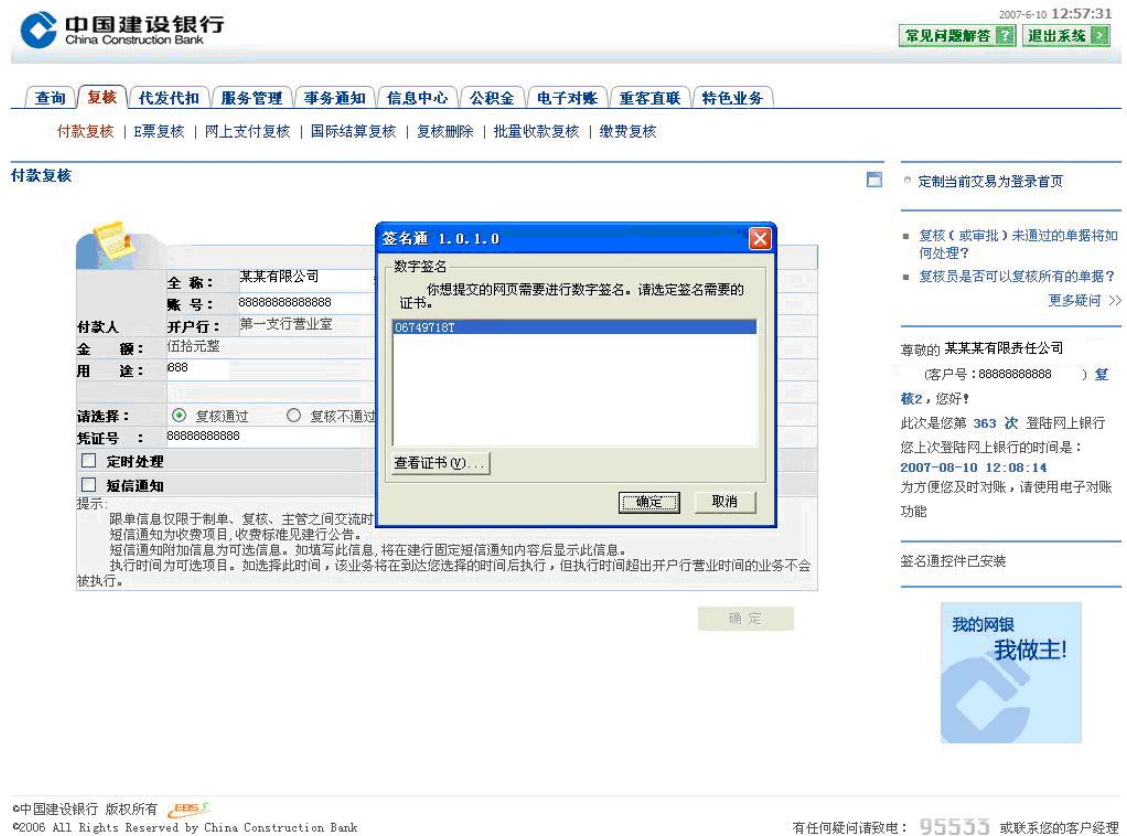 中国建设银行
China Construction Bank
2007-6-10 12:57:31
常见问题解答 ? 退出系统
查询 复核 代发代扣 服务管理 事务通知 信息中心 公积金 电子对账 重客直联 特色业务
付款复核 | E票复核 | 网上支付复核 | 国际结算复核 | 复核删除 | 批量收款复核 | 缴费复核
付款复核
全 称： 某某有限公司
账 号： 88888888888888
付款人 开户行： 第一支行营业室
金 额： 伍拾元整
用 途： 888
请选择： 复核通过 复核不通过
凭证号 ： 88888888888
定时处理
短信通知
提示:
跟单信息仅限于制单、复核、主管之间交流时
短信通知为收费项目,收费标准见建行公告。
短信通知附加信息为可选信息。如填写此信息,将在建行固定短信通知内容后显示此信息。
执行时间为可选项目。如选择此时间，该业务将在到达您选择的时间后执行，但执行时间超出开户行营业时间的业务不会
被执行。
确 定
签名通 1.0.1.0
数字签名
你想提交的网页需要进行数字签名。请选定签名需要的
证书。
06749718T
查看证书(V)...
确定 取消
定制当前交易为登录首页
复核（或审批）未通过的单据将如
何处理？
复核员是否可以复核所有的单据？
更多疑问 >>
尊敬的 某某某有限责任公司
(客户号：88888888888 ) 复
核2，您好！
此次是您第 363 次 登陆网上银行
您上次登陆网上银行的时间是：
2007-08-10 12:08:14
为方便您及时对账，请使用电子对账
功能
签名通控件已安装
我的网银
我做主!
©中国建设银行 版权所有 EBS
©2006 All Rights Reserved by China Construction Bank
有任何疑问请致电： 95533 或联系您的客户经理